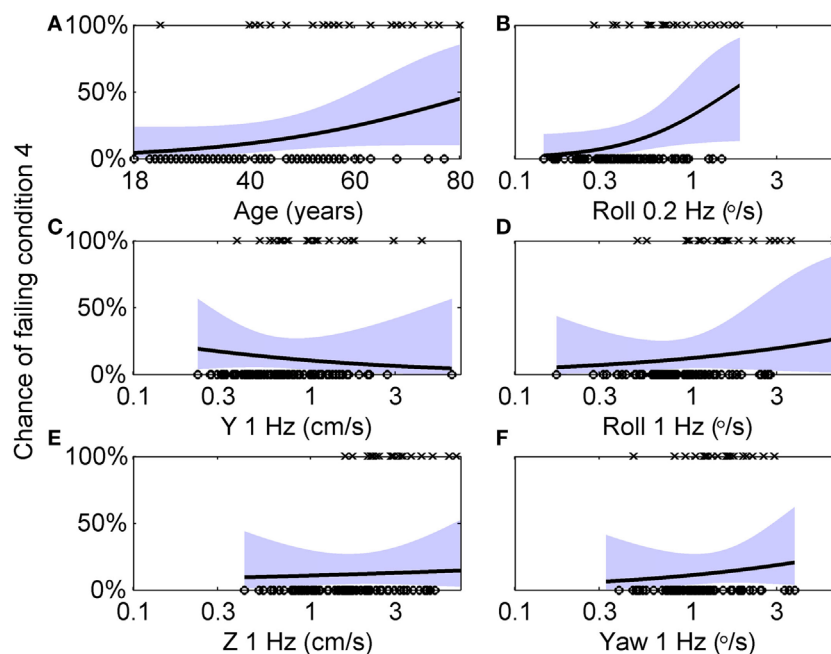 Chance of failing condition 4
A
100%
50%
0%
18 40 60 80
Age (years)
B
0.1 0.3 1 3
Roll 0.2 Hz (o/s)
C
100%
50%
0%
0.1 0.3 1 3
Y 1 Hz (cm/s)
D
0.1 0.3 1 3
Roll 1 Hz (o/s)
E
100%
50%
0%
0.1 0.3 1 3
Z 1 Hz (cm/s)
F
0.1 0.3 1 3
Yaw 1 Hz (o/s)